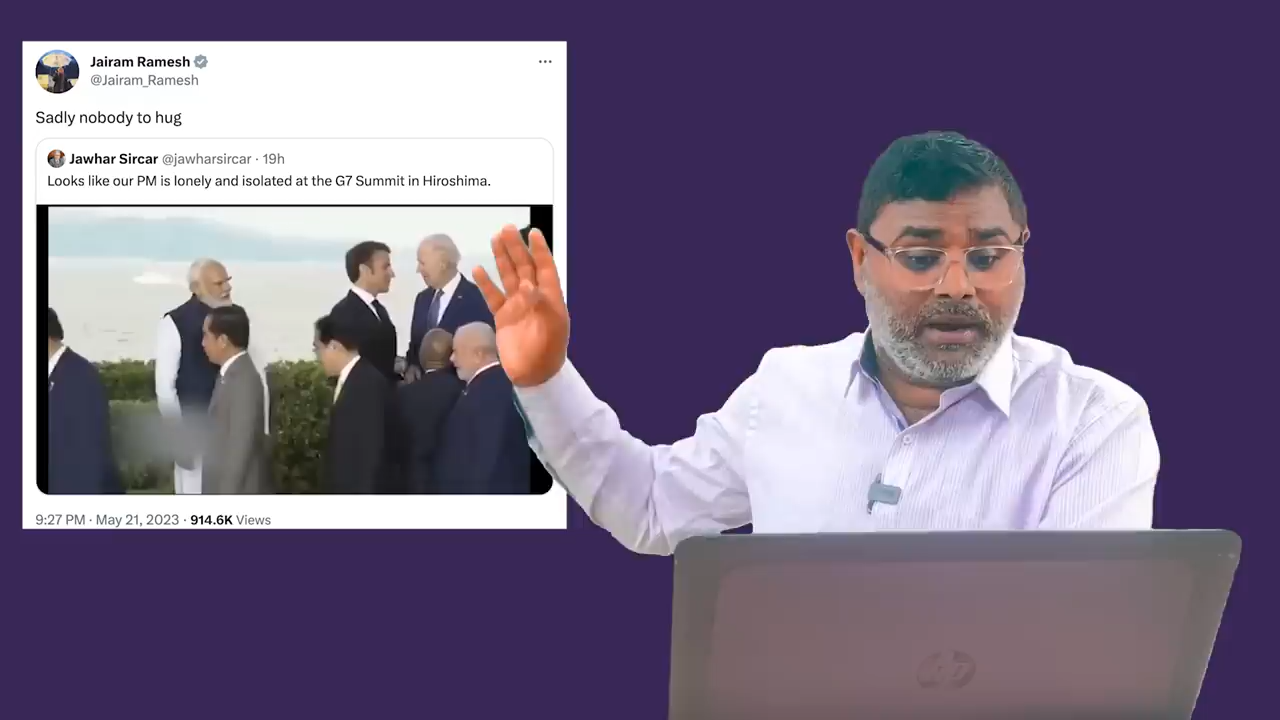 Jairam Ramesh
@Jairam_Ramesh
Sadly nobody to hug
Jawhar Sircar @jawharsircar · 19h
Looks like our PM is lonely and isolated at the G7 Summit in Hiroshima.
9:27 PM · May 21, 2023 · 914.6K Views
hp